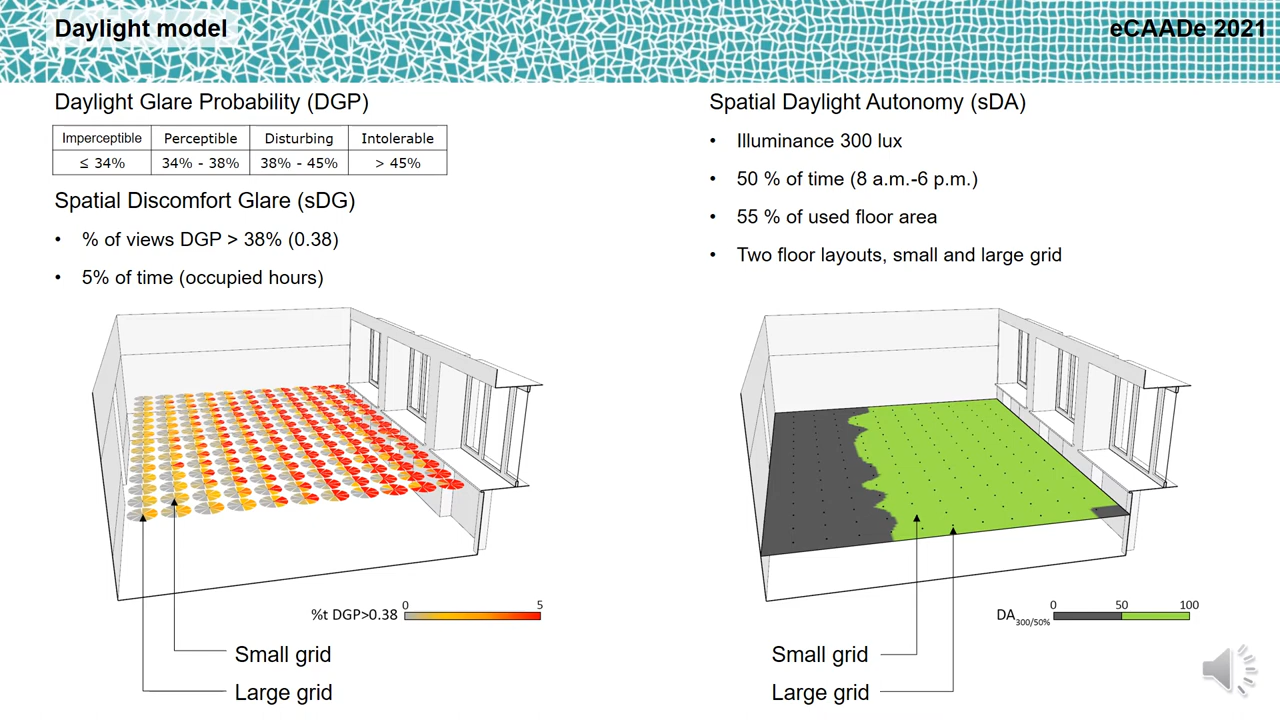 Daylight model
eCAADe 2021
Daylight Glare Probability (DGP)
Imperceptible Perceptible Disturbing Intolerable
≤ 34% 34% - 38% 38% - 45% > 45%
Spatial Discomfort Glare (sDG)
• % of views DGP > 38% (0.38)
• 5% of time (occupied hours)
%t DGP>0.38
0 5
Small grid
Large grid
Spatial Daylight Autonomy (sDA)
• Illuminance 300 lux
• 50 % of time (8 a.m.-6 p.m.)
• 55 % of used floor area
• Two floor layouts, small and large grid
DA300/50%
0 50 100
Small grid
Large grid